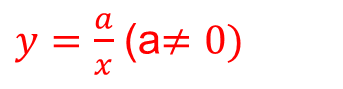 y = a/x (a≠ 0)